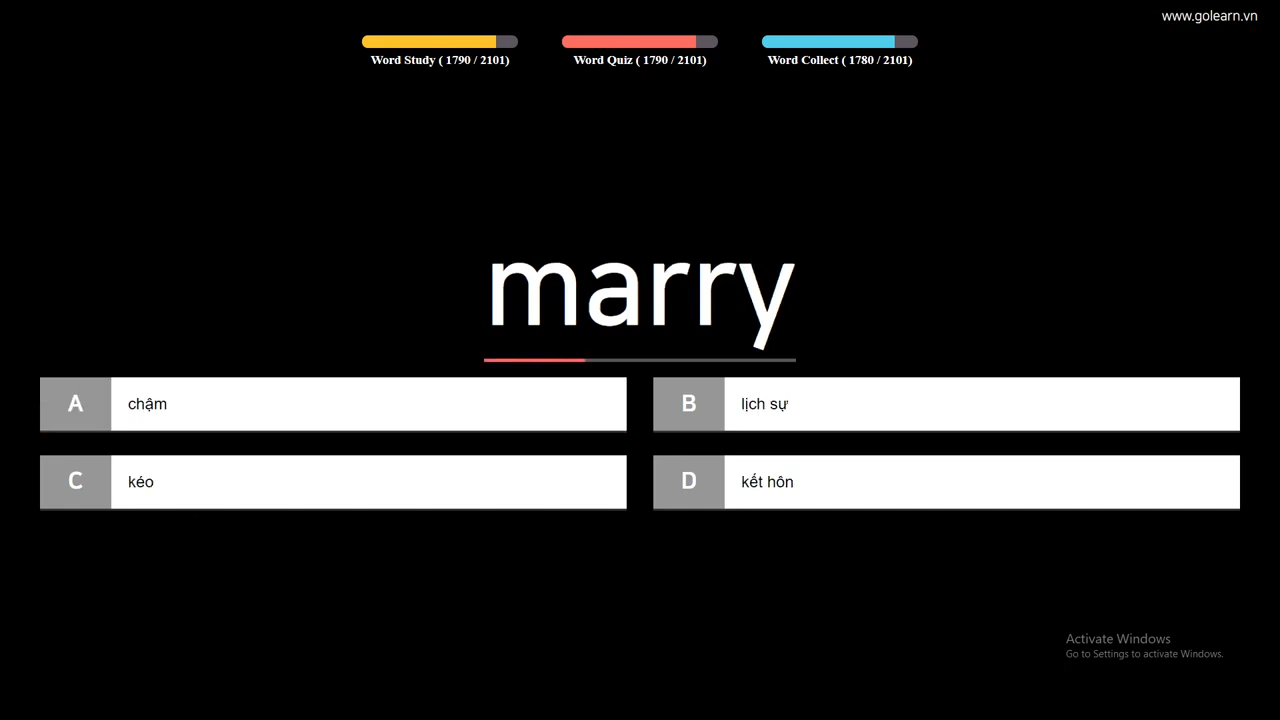 www.golearn.vn
Word Study ( 1790 / 2101)
Word Quiz ( 1790 / 2101)
Word Collect ( 1780 / 2101)
marry
A chậm
B lịch sự
C kéo
D kết hôn
Activate Windows
Go to Settings to activate Windows.